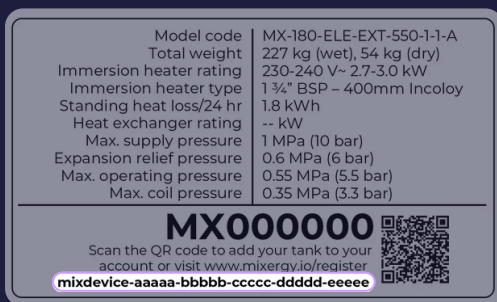 Model code MX-180-ELE-EXT-550-1-1-A
Total weight 227 kg (wet), 54 kg (dry)
Immersion heater rating 230-240 V~ 2.7-3.0 kW
Immersion heater type 1 ¾” BSP – 400mm Incoloy
Standing heat loss/24 hr 1.8 kWh
Heat exchanger rating -- kW
Max. supply pressure 1 MPa (10 bar)
Expansion relief pressure 0.6 MPa (6 bar)
Max. operating pressure 0.55 MPa (5.5 bar)
Max. coil pressure 0.35 MPa (3.3 bar)
MX000000
Scan the QR code to add your tank to your
account or visit www.mixergy.io/register
mixdevice-aaaaa-bbbbb-ccccc-ddddd-eeeee